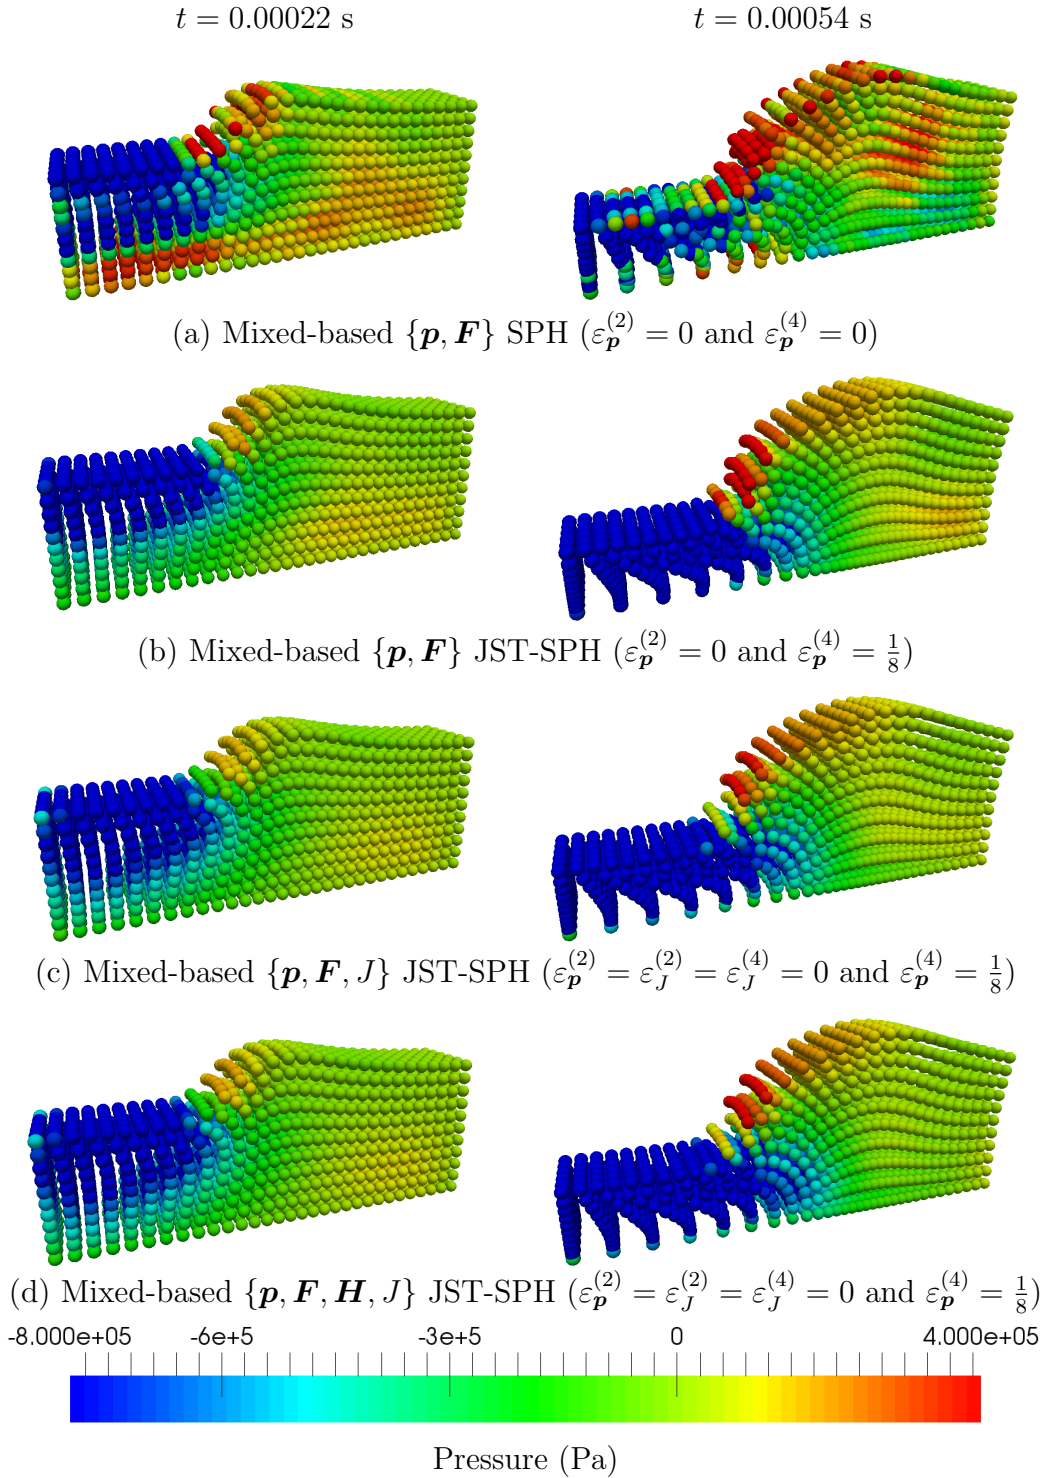 t = 0.00022 s t = 0.00054 s
(a) Mixed-based {p, F} SPH (ε_p^(2) = 0 and ε_p^(4) = 0)
(b) Mixed-based {p, F} JST-SPH (ε_p^(2) = 0 and ε_p^(4) = 1/8)
(c) Mixed-based {p, F, J} JST-SPH (ε_p^(2) = ε_J^(2) = ε_J^(4) = 0 and ε_p^(4) = 1/8)
(d) Mixed-based {p, F, H, J} JST-SPH (ε_p^(2) = ε_J^(2) = ε_J^(4) = 0 and ε_p^(4) = 1/8)
-8.000e+05 -6e+5 -3e+5 0 4.000e+05
Pressure (Pa)